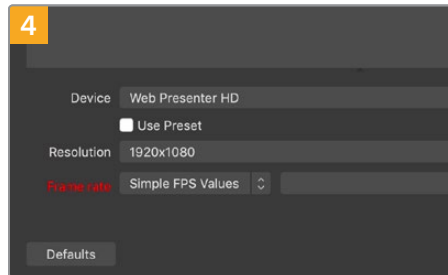 4
Device Web Presenter HD
Use Preset
Resolution 1920x1080
Frame rate Simple FPS Values
Defaults